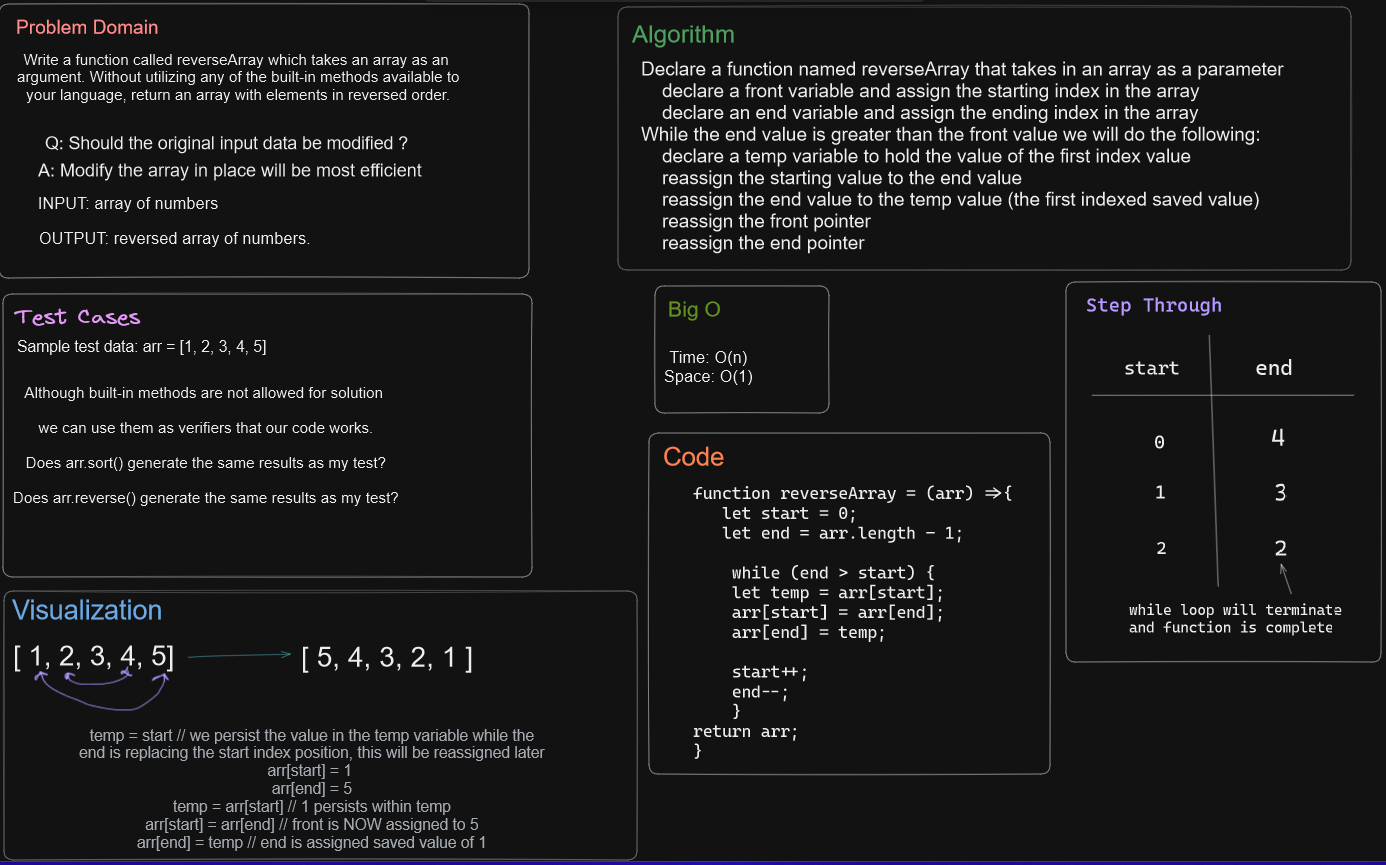 Problem Domain
Write a function called reverseArray which takes an array as an
argument. Without utilizing any of the built-in methods available to
your language, return an array with elements in reversed order.
Q: Should the original input data be modified ?
A: Modify the array in place will be most efficient
INPUT: array of numbers
OUTPUT: reversed array of numbers.
Algorithm
Declare a function named reverseArray that takes in an array as a parameter
declare a front variable and assign the starting index in the array
declare an end variable and assign the ending index in the array
While the end value is greater than the front value we will do the following:
declare a temp variable to hold the value of the first index value
reassign the starting value to the end value
reassign the end value to the temp value (the first indexed saved value)
reassign the front pointer
reassign the end pointer
Test Cases
Sample test data: arr = [1, 2, 3, 4, 5]
Although built-in methods are not allowed for solution
we can use them as verifiers that our code works.
Does arr.sort() generate the same results as my test?
Does arr.reverse() generate the same results as my test?
Big O
Time: O(n)
Space: O(1)
Step Through
start end
0 4
1 3
2 2
while loop will terminate
and function is complete
Code
function reverseArray = (arr) =>{
let start = 0;
let end = arr.length - 1;
while (end > start) {
let temp = arr[start];
arr[start] = arr[end];
arr[end] = temp;
start++;
end--;
}
return arr;
}
Visualization
[ 1, 2, 3, 4, 5] [ 5, 4, 3, 2, 1 ]
temp = start // we persist the value in the temp variable while the
end is replacing the start index position, this will be reassigned later
arr[start] = 1
arr[end] = 5
temp = arr[start] // 1 persists within temp
arr[start] = arr[end] // front is NOW assigned to 5
arr[end] = temp // end is assigned saved value of 1